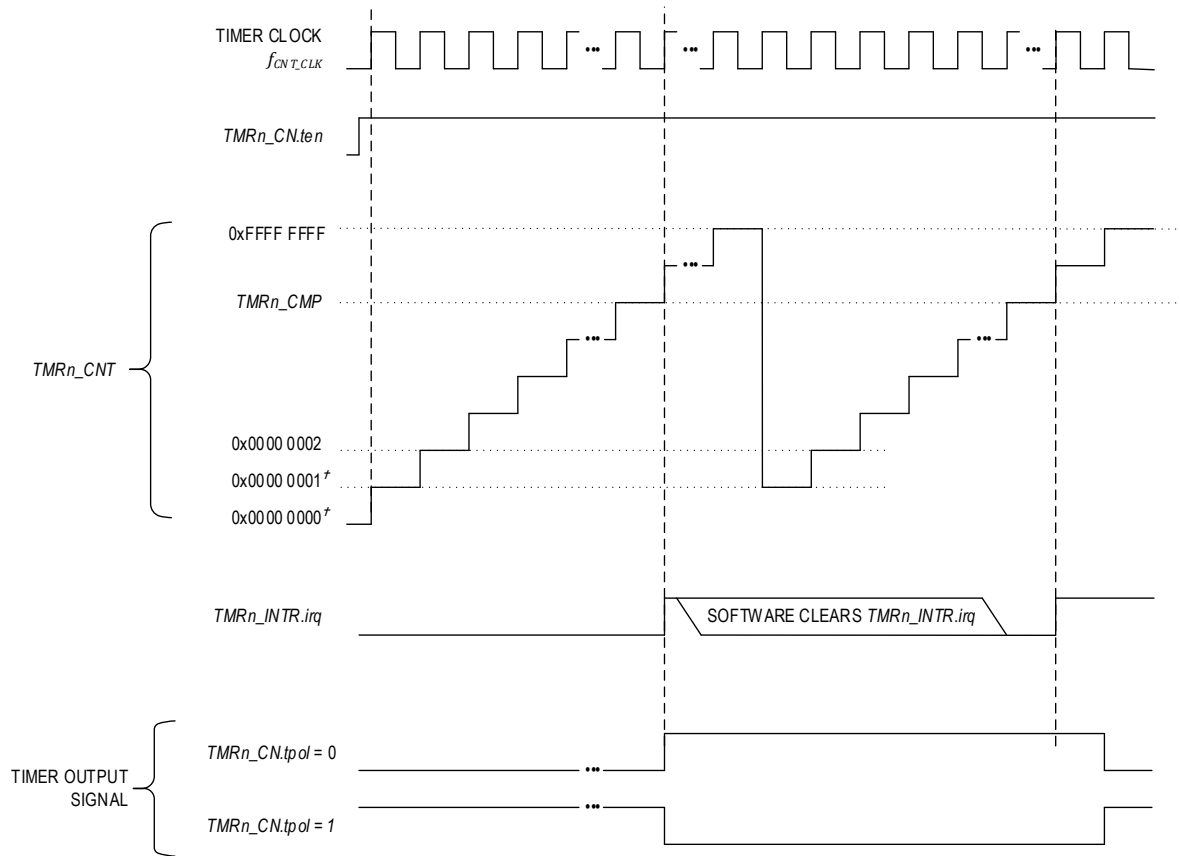 TIMER CLOCK
fCNT_CLK
TMRn_CN.ten
0xFFFF FFFF
TMRn_CMP
TMRn_CNT
0x0000 0002
0x0000 0001†
0x0000 0000†
TMRn_INTR.irq
SOFTWARE CLEARS TMRn_INTR.irq
TMRn_CN.tpol = 0
TIMER OUTPUT
SIGNAL
TMRn_CN.tpol = 1